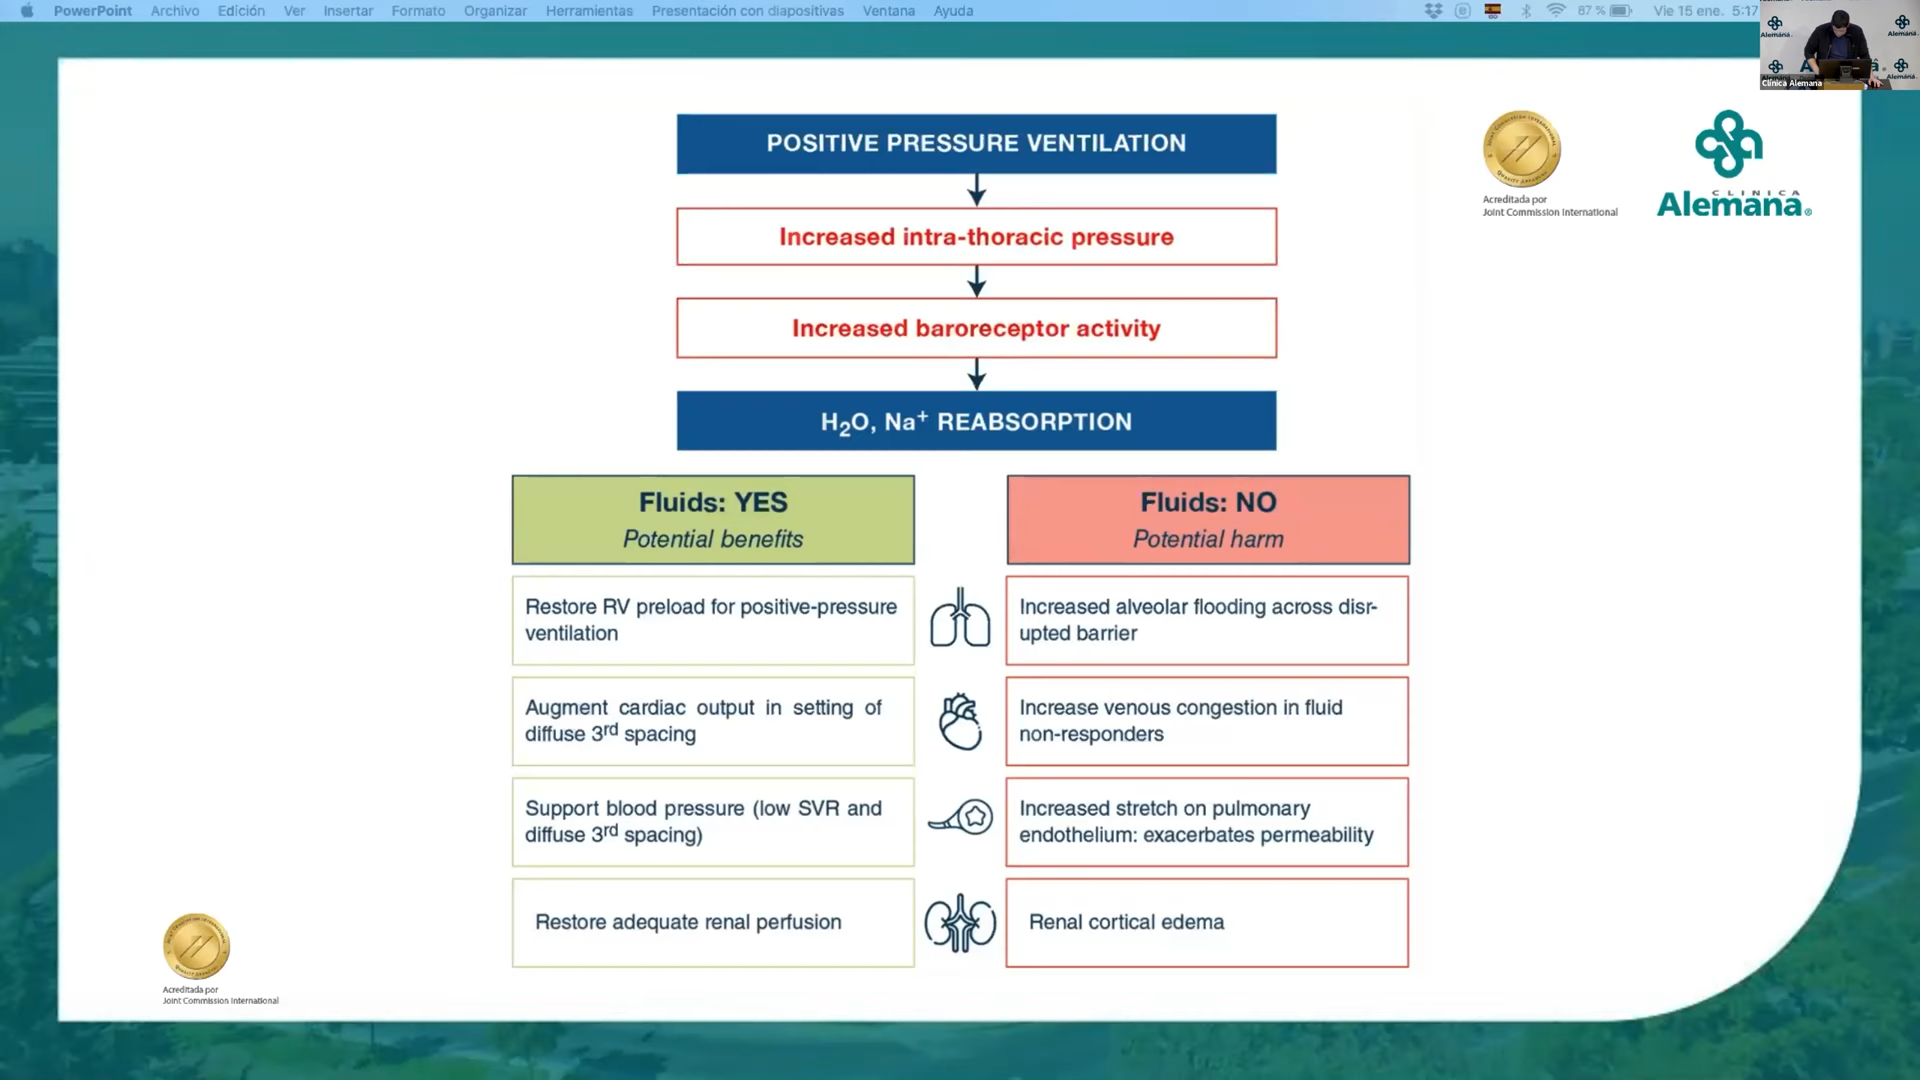 PowerPoint Archivo Edición Ver Insertar Formato Organizar Herramientas Presentación con diapositivas Ventana Ayuda 87 % Vie 15 ene. 5:17
Alemana
Alemana
Clínica Alemana
POSITIVE PRESSURE VENTILATION
Increased intra-thoracic pressure
Increased baroreceptor activity
H2O, Na+ REABSORPTION
Acreditada por
Joint Commission International
CLINICA
Alemana®
Fluids: YES
Potential benefits
Fluids: NO
Potential harm
Restore RV preload for positive-pressure
ventilation
Increased alveolar flooding across disr-
upted barrier
Augment cardiac output in setting of
diffuse 3rd spacing
Increase venous congestion in fluid
non-responders
Support blood pressure (low SVR and
diffuse 3rd spacing)
Increased stretch on pulmonary
endothelium: exacerbates permeability
Restore adequate renal perfusion
Renal cortical edema
Acreditada por
Joint Commission International